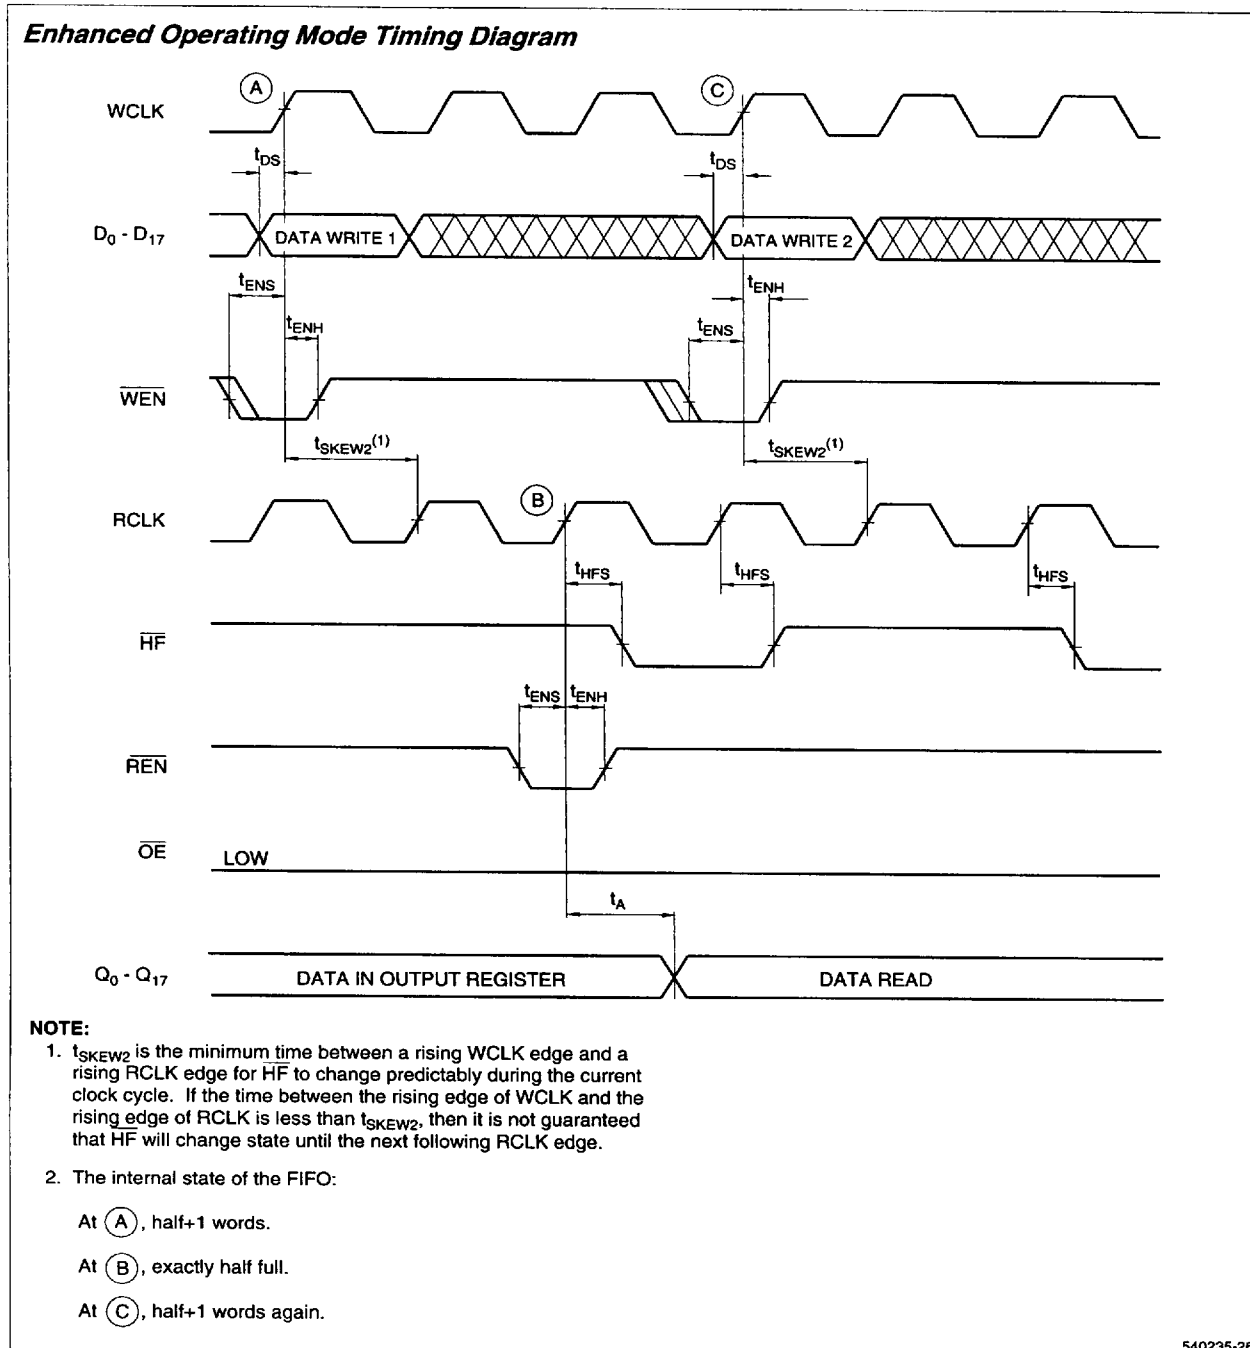 Enhanced Operating Mode Timing Diagram
A
C
WCLK
tDS
tDS
D0 - D17
DATA WRITE 1
DATA WRITE 2
tENS
tENH
tENH
tENS
WEN
tSKEW2(1)
tSKEW2(1)
RCLK
B
tHFS
tHFS
tHFS
HF
tENS
tENH
REN
OE
LOW
tA
Q0 - Q17
DATA IN OUTPUT REGISTER
DATA READ
NOTE:
1. tSKEW2 is the minimum time between a rising WCLK edge and a
rising RCLK edge for HF to change predictably during the current
clock cycle. If the time between the rising edge of WCLK and the
rising edge of RCLK is less than tSKEW2, then it is not guaranteed
that HF will change state until the next following RCLK edge.
2. The internal state of the FIFO:
At A, half+1 words.
At B, exactly half full.
At C, half+1 words again.